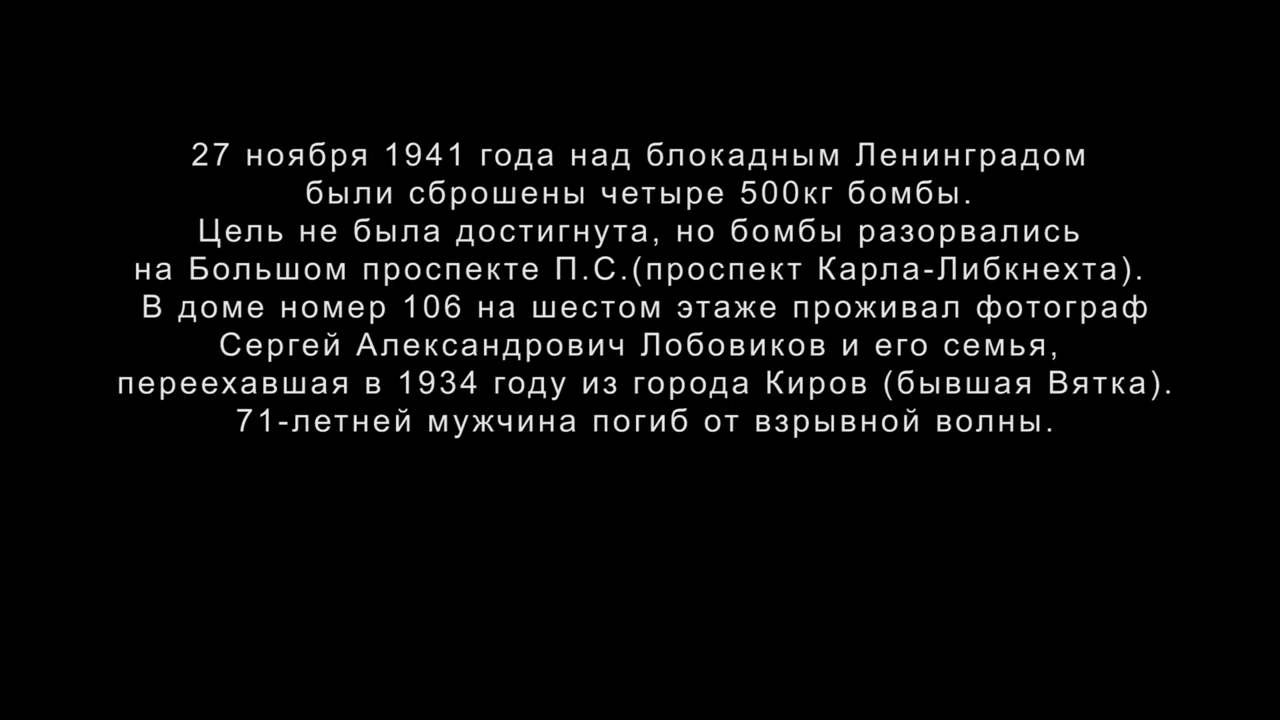 27 ноября 1941 года над блокадным Ленинградом
были сброшены четыре 500кг бомбы.
Цель не была достигнута, но бомбы разорвались
на Большом проспекте П.С.(проспект Карла-Либкнехта).
В доме номер 106 на шестом этаже проживал фотограф
Сергей Александрович Лобовиков и его семья,
переехавшая в 1934 году из города Киров (бывшая Вятка).
71-летней мужчина погиб от взрывной волны.